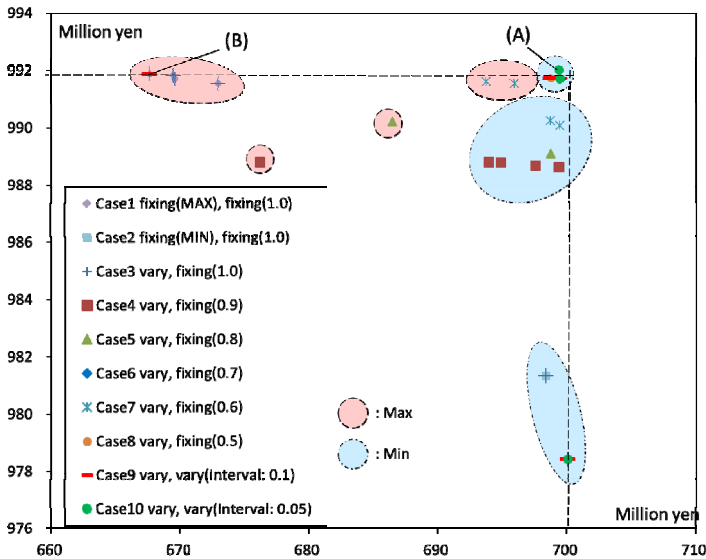 994
Million yen
(B)
(A)
992
990
988
986
984
982
980
978
976
Case1 fixing(MAX), fixing(1.0)
Case2 fixing(MIN), fixing(1.0)
Case3 vary, fixing(1.0)
Case4 vary, fixing(0.9)
Case5 vary, fixing(0.8)
Case6 vary, fixing(0.7)
Case7 vary, fixing(0.6)
Case8 vary, fixing(0.5)
Case9 vary, vary(Interval: 0.1)
Case10 vary, vary(Interval: 0.05)
: Max
: Min
Million yen
660 670 680 690 700 710